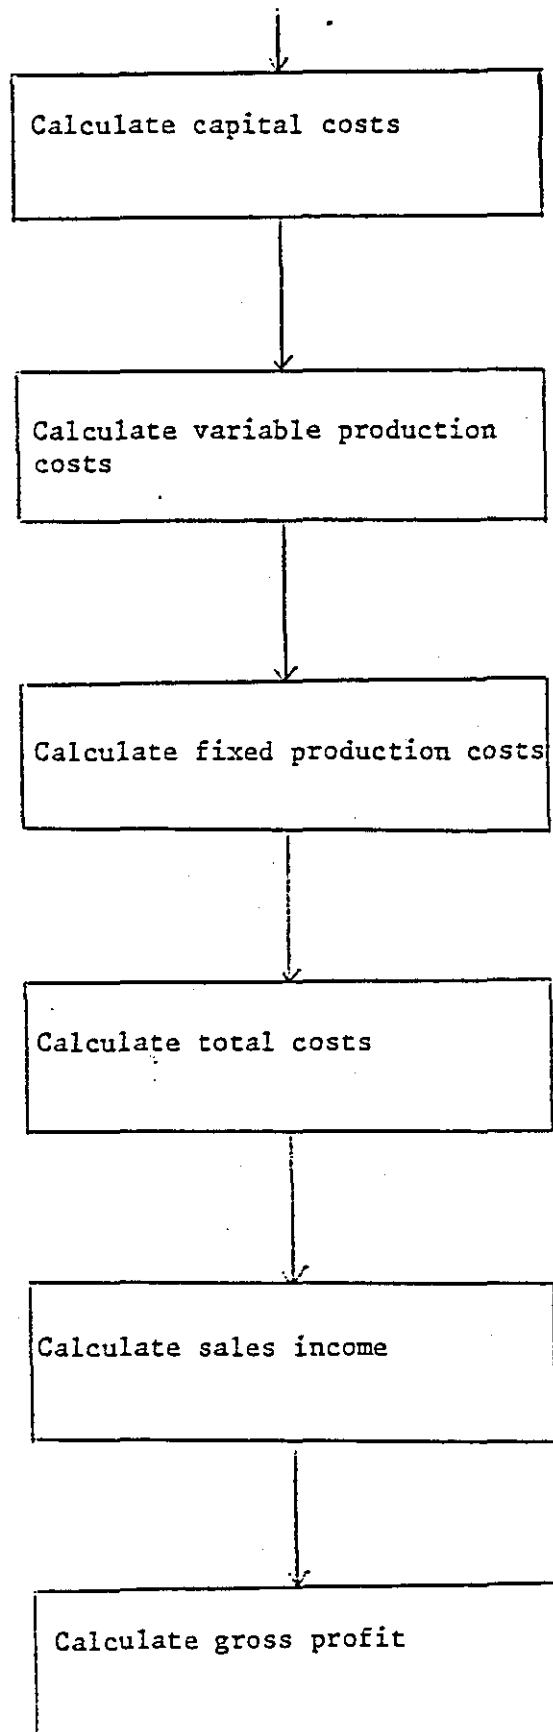 Calculate capital costs
Calculate variable production
costs
Calculate fixed production costs
Calculate total costs
Calculate sales income
Calculate gross profit